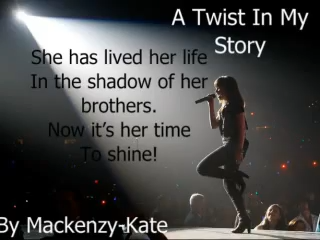 A Twist In My
Story
She has lived her life
In the shadow of her
brothers.
Now it's her time
To shine!
By Mackenzy-Kate